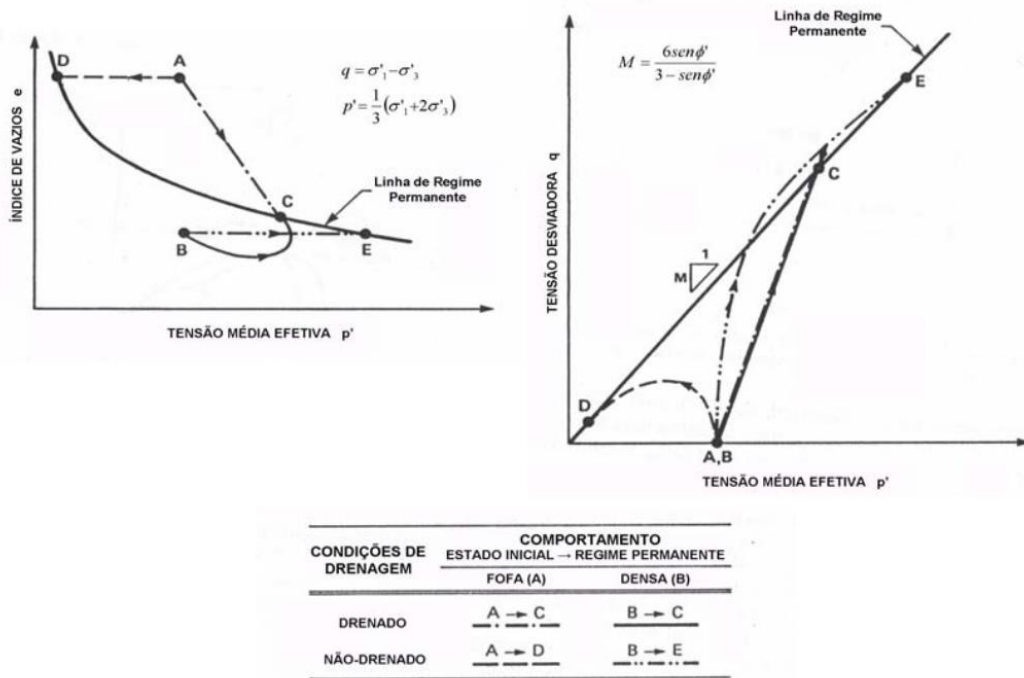 D
A
q = σ'₁−σ'₃
p' = 1/3 (σ'₁+2σ'₃)
ÍNDICE DE VAZIOS e
Linha de Regime
Permanente
C
B
E
TENSÃO MÉDIA EFETIVA p'
Linha de Regime
Permanente
M = 6senϕ' / 3 − senϕ'
E
TENSÃO DESVIADORA q
C
1
M
D
A,B
TENSÃO MÉDIA EFETIVA p'
CONDIÇÕES DE
DRENAGEM
COMPORTAMENTO
ESTADO INICIAL → REGIME PERMANENTE
FOFA (A) DENSA (B)
DRENADO A → C B → C
NÃO-DRENADO A → D B → E